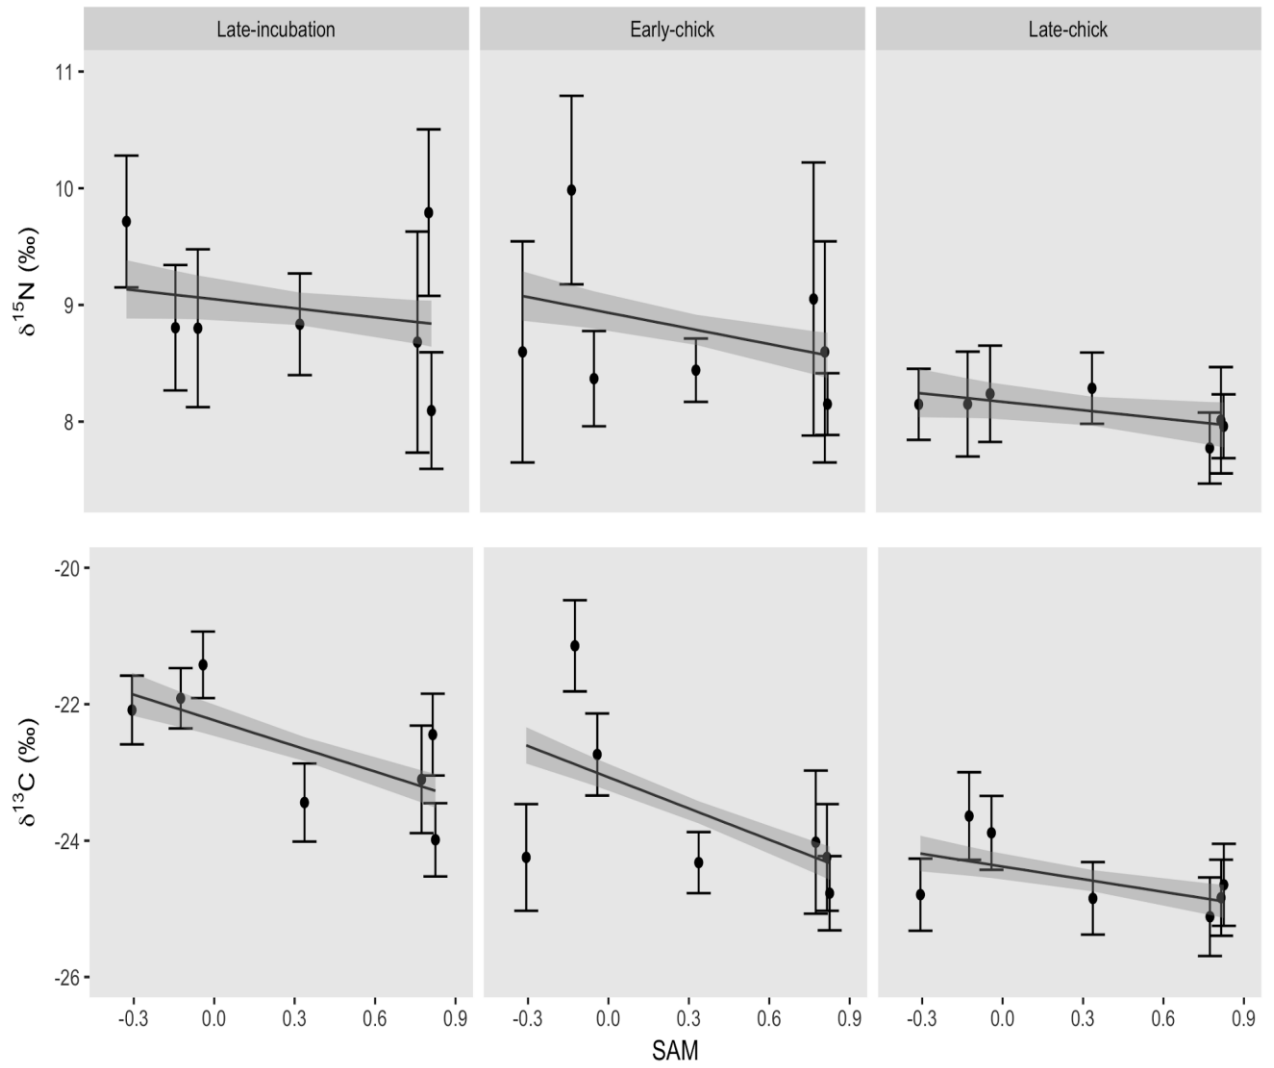 Late-incubation Early-chick Late-chick
11
10
9
8
δ15N (‰)
-20
-22
-24
-26
δ13C (‰)
-0.3 0.0 0.3 0.6 0.9 -0.3 0.0 0.3 0.6 0.9 -0.3 0.0 0.3 0.6 0.9
SAM